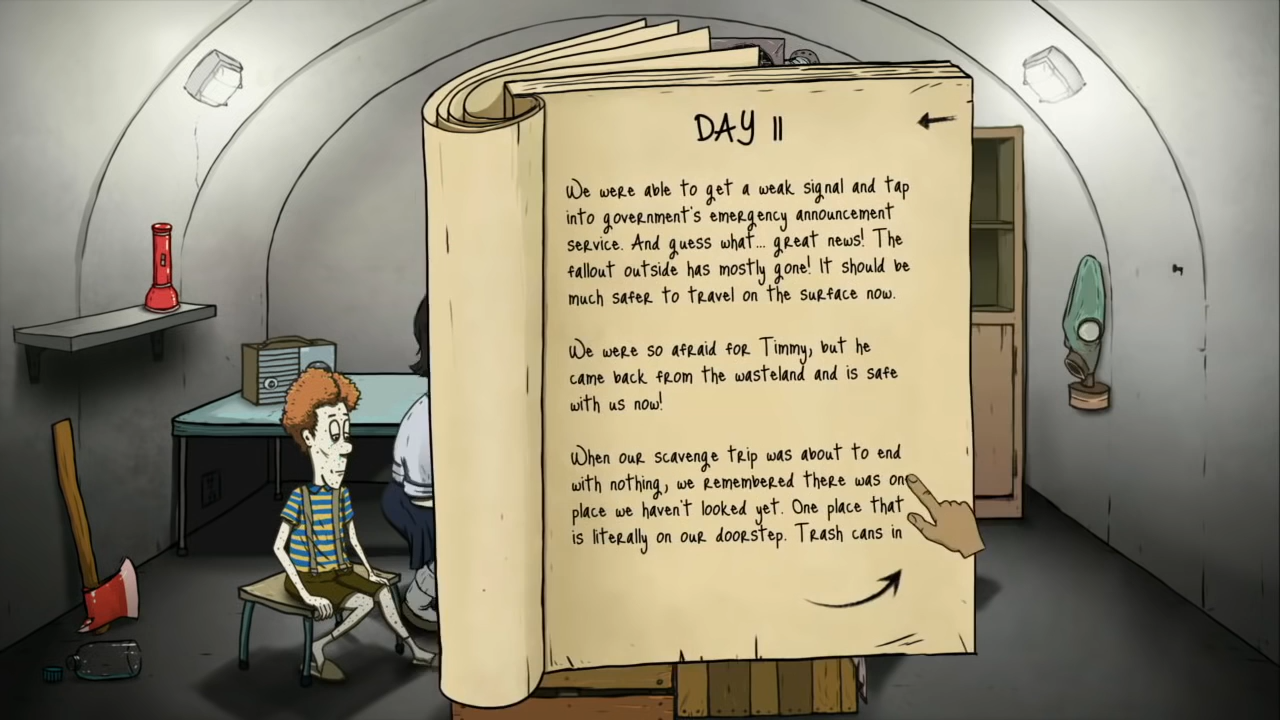 DAY 11
We were able to get a weak signal and tap
into government's emergency announcement
service. And guess what... great news! The
fallout outside has mostly gone! It should be
much safer to travel on the surface now.
We were so afraid for Timmy, but he
came back from the wasteland and is safe
with us now!
When our scavenge trip was about to end
with nothing, we remembered there was on
place we haven't looked yet. One place that
is literally on our doorstep. Trash cans in